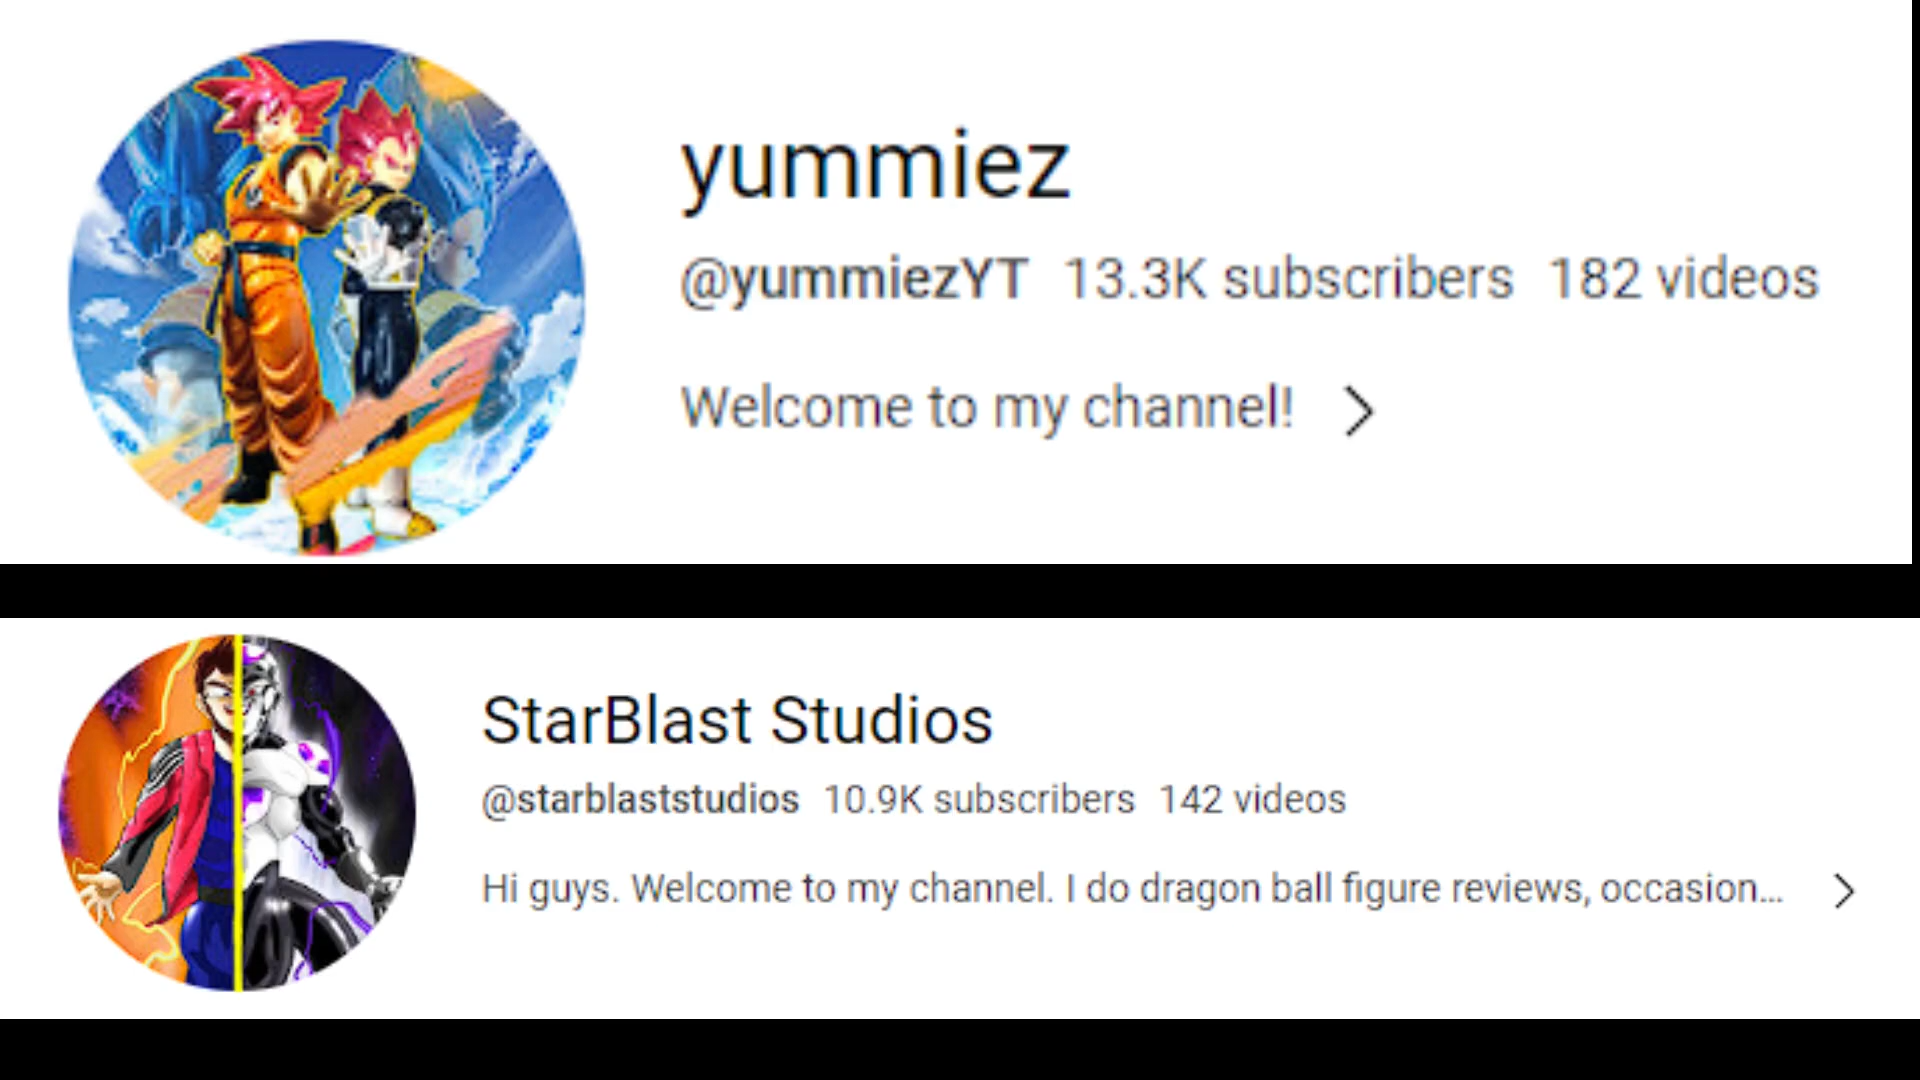 yummiez
@yummiezYT 13.3K subscribers 182 videos
Welcome to my channel!
StarBlast Studios
@starblaststudios 10.9K subscribers 142 videos
Hi guys. Welcome to my channel. I do dragon ball figure reviews, occasion...